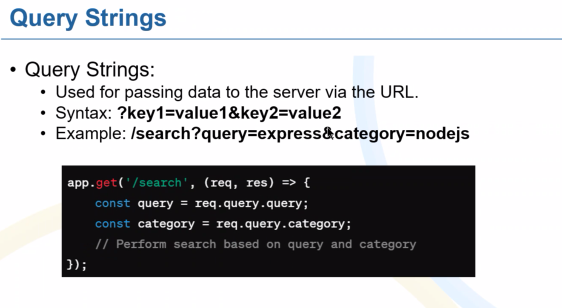 Query Strings
• Query Strings:
• Used for passing data to the server via the URL.
• Syntax: ?key1=value1&key2=value2
• Example: /search?query=express&category=nodejs
app.get('/search', (req, res) => {
const query = req.query.query;
const category = req.query.category;
// Perform search based on query and category
});